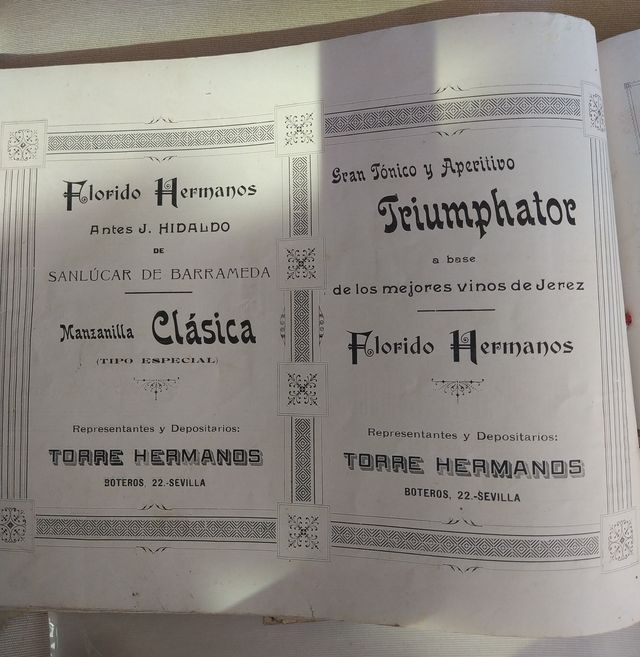 Florido Hermanos
Antes J. HIDALDO
DE
SANLÚCAR DE BARRAMEDA
Manzanilla Clásica
(TIPO ESPECIAL)
Representantes y Depositarios:
TORRE HERMANOS
BOTEROS, 22.-SEVILLA
Gran Tónico y Aperitivo
Triumphator
a base
de los mejores vinos de Jerez
Florido Hermanos
Representantes y Depositarios:
TORRE HERMANOS
BOTEROS, 22.-SEVILLA